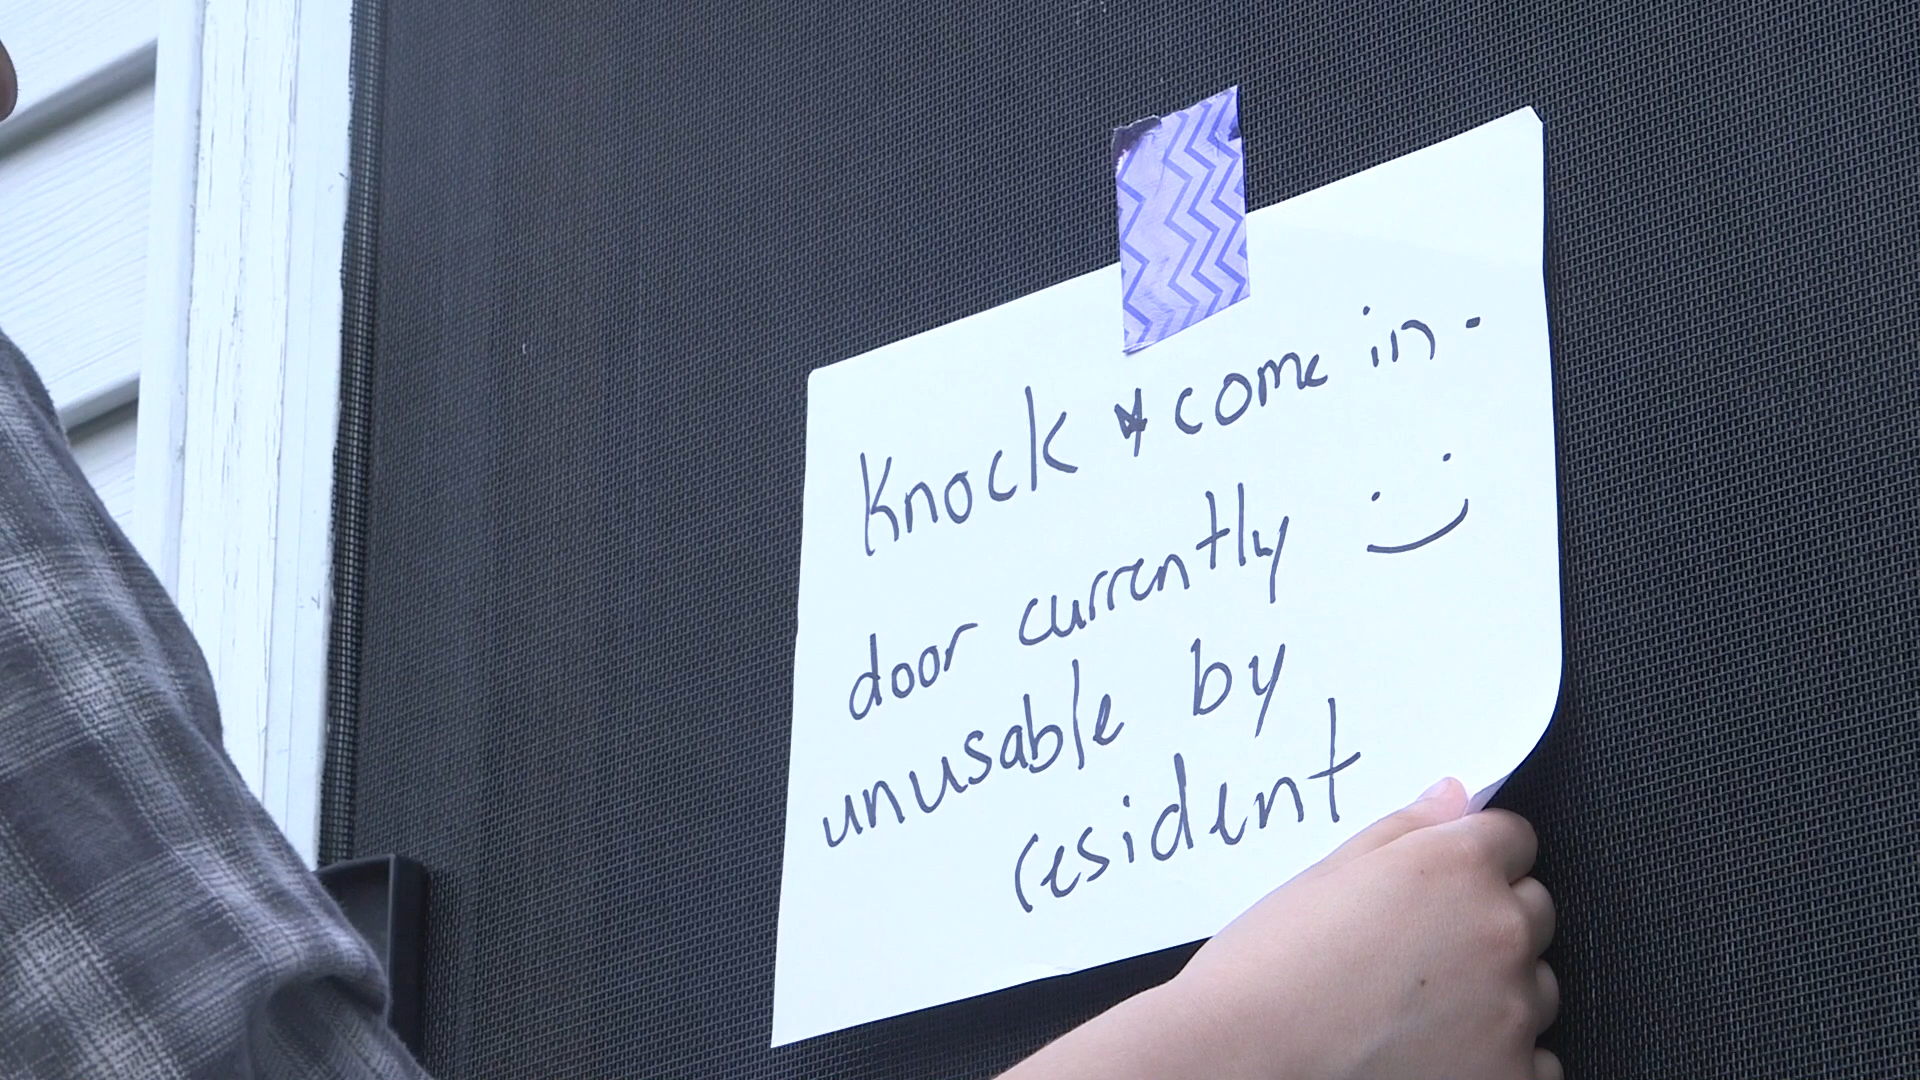 Knock & come in.
door currently :)
unusable by
resident